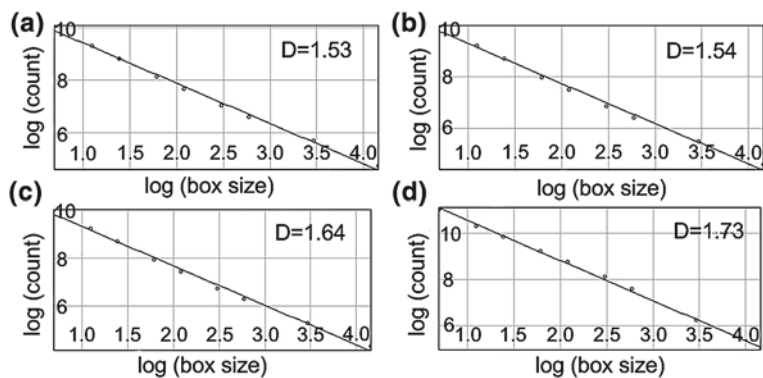 (a)
10
8
6
log (count)
D=1.53
1.0 1.5 2.0 2.5 3.0 3.5 4.0
log (box size)
(b)
10
8
6
log (count)
D=1.54
1.0 1.5 2.0 2.5 3.0 3.5 4.0
log (box size)
(c)
10
8
6
log (count)
D=1.64
1.0 1.5 2.0 2.5 3.0 3.5 4.0
log (box size)
(d)
10
8
6
log (count)
D=1.73
1.0 1.5 2.0 2.5 3.0 3.5 4.0
log (box size)